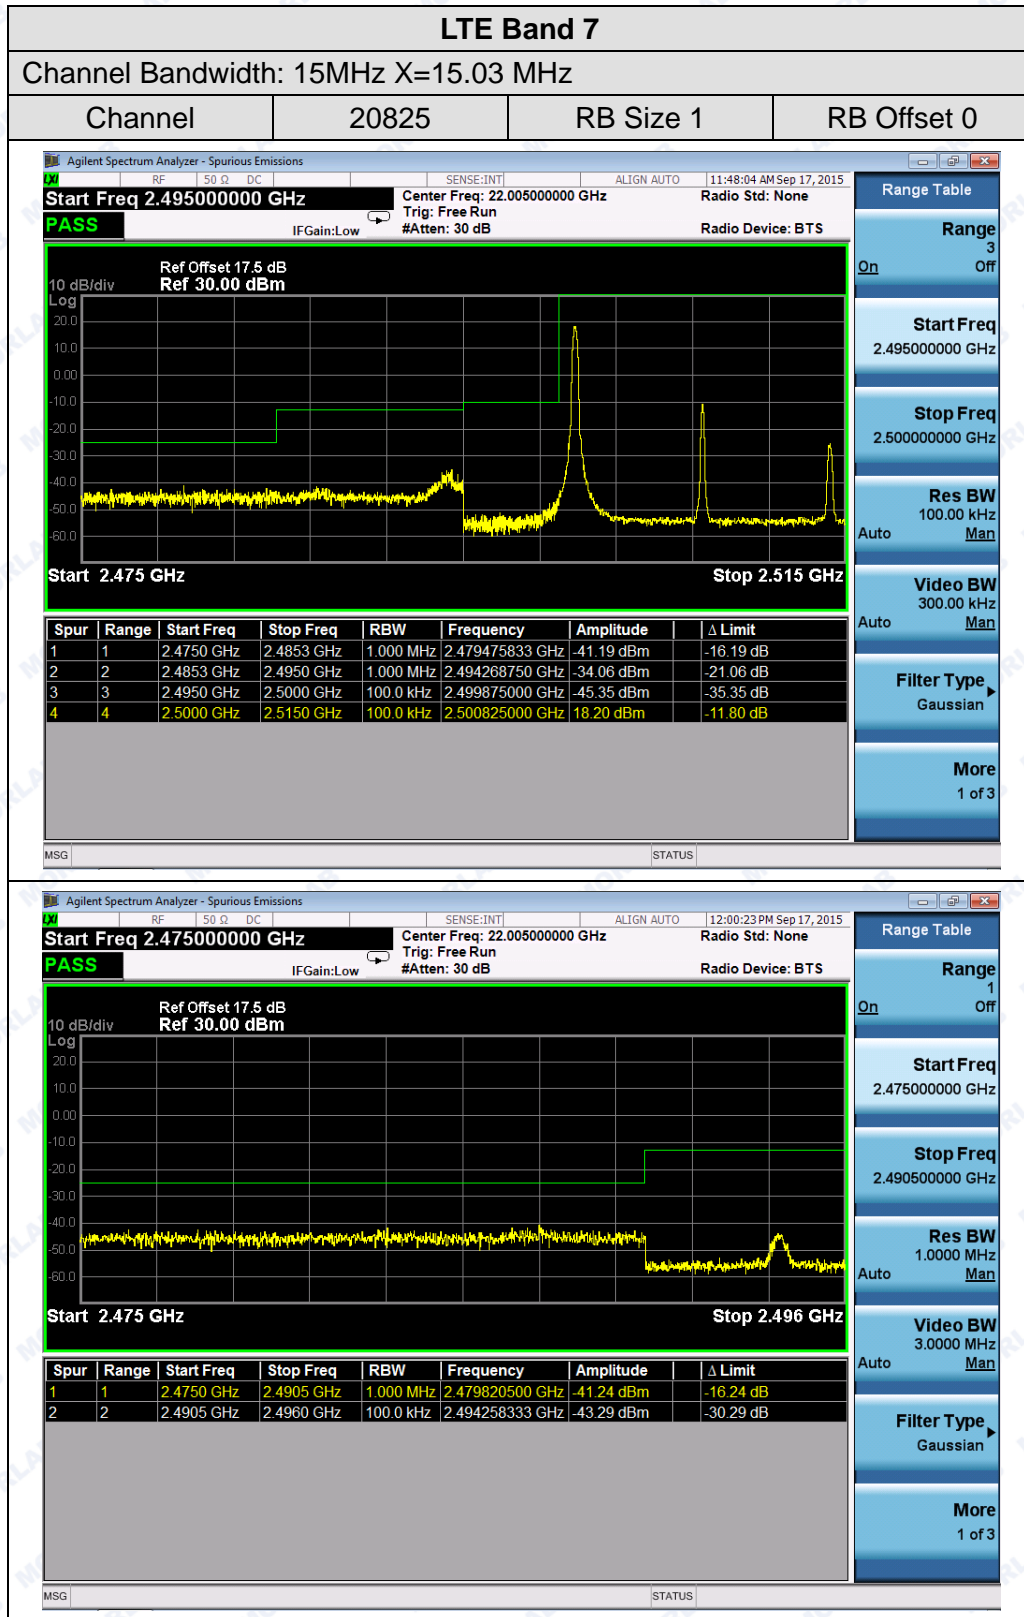 LTE Band 7
Channel Bandwidth: 15MHz X=15.03 MHz
Channel 20825 RB Size 1 RB Offset 0
Agilent Spectrum Analyzer - Spurious Emissions
LXI RF 50 Ω DC SENSE:INT ALIGN AUTO 11:48:04 AM Sep 17, 2015
Start Freq 2.495000000 GHz Center Freq: 22.005000000 GHz Radio Std: None
Trig: Free Run
PASS IFGain:Low #Atten: 30 dB Radio Device: BTS
Ref Offset 17.5 dB
10 dB/div Ref 30.00 dBm
Log
20.0
10.0
0.00
-10.0
-20.0
-30.0
-40.0
-50.0
-60.0
Start 2.475 GHz Stop 2.515 GHz
Spur Range Start Freq Stop Freq RBW Frequency Amplitude Δ Limit
1 1 2.4750 GHz 2.4853 GHz 1.000 MHz 2.479475833 GHz -41.19 dBm -16.19 dB
2 2 2.4853 GHz 2.4950 GHz 1.000 MHz 2.494268750 GHz -34.06 dBm -21.06 dB
3 3 2.4950 GHz 2.5000 GHz 100.0 kHz 2.499875000 GHz -45.35 dBm -35.35 dB
4 4 2.5000 GHz 2.5150 GHz 100.0 kHz 2.500825000 GHz 18.20 dBm -11.80 dB
MSG STATUS
Range Table
Range
3
On Off
Start Freq
2.495000000 GHz
Stop Freq
2.500000000 GHz
Res BW
100.00 kHz
Auto Man
Video BW
300.00 kHz
Auto Man
Filter Type
Gaussian
More
1 of 3
Agilent Spectrum Analyzer - Spurious Emissions
LXI RF 50 Ω DC SENSE:INT ALIGN AUTO 12:00:23 PM Sep 17, 2015
Start Freq 2.475000000 GHz Center Freq: 22.005000000 GHz Radio Std: None
Trig: Free Run
PASS IFGain:Low #Atten: 30 dB Radio Device: BTS
Ref Offset 17.5 dB
10 dB/div Ref 30.00 dBm
Log
20.0
10.0
0.00
-10.0
-20.0
-30.0
-40.0
-50.0
-60.0
Start 2.475 GHz Stop 2.496 GHz
Spur Range Start Freq Stop Freq RBW Frequency Amplitude Δ Limit
1 1 2.4750 GHz 2.4905 GHz 1.000 MHz 2.479820500 GHz -41.24 dBm -16.24 dB
2 2 2.4905 GHz 2.4960 GHz 100.0 kHz 2.494258333 GHz -43.29 dBm -30.29 dB
MSG STATUS
Range Table
Range
1
On Off
Start Freq
2.475000000 GHz
Stop Freq
2.490500000 GHz
Res BW
1.0000 MHz
Auto Man
Video BW
3.0000 MHz
Auto Man
Filter Type
Gaussian
More
1 of 3